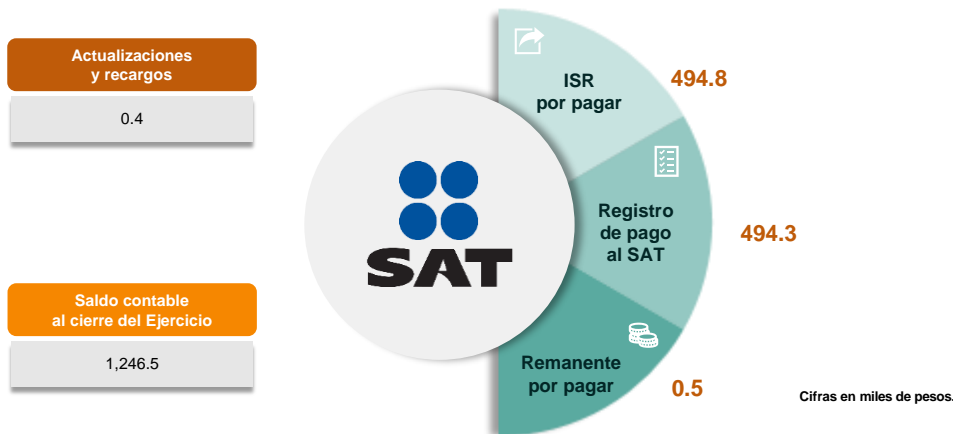 Actualizaciones
y recargos
0.4
Saldo contable
al cierre del Ejercicio
1,246.5
SAT
ISR
por pagar
494.8
Registro
de pago
al SAT
494.3
Remanente
por pagar
0.5
Cifras en miles de pesos.